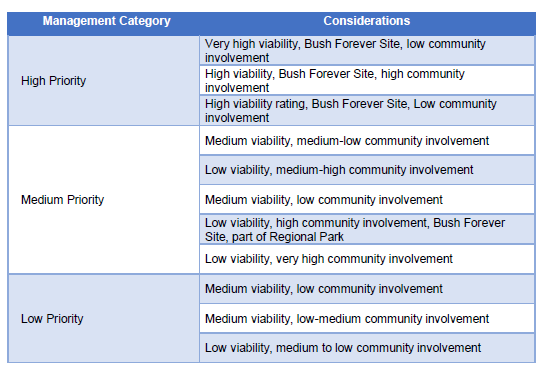 Management Category
Considerations
High Priority
Very high viability, Bush Forever Site, low community
involvement
High viability, Bush Forever Site, high community
involvement
High viability rating, Bush Forever Site, Low community
involvement
Medium Priority
Medium viability, medium-low community involvement
Low viability, medium-high community involvement
Medium viability, low community involvement
Low viability, high community involvement, Bush Forever
Site, part of Regional Park
Low viability, very high community involvement
Low Priority
Medium viability, low community involvement
Medium viability, low-medium community involvement
Low viability, medium to low community involvement